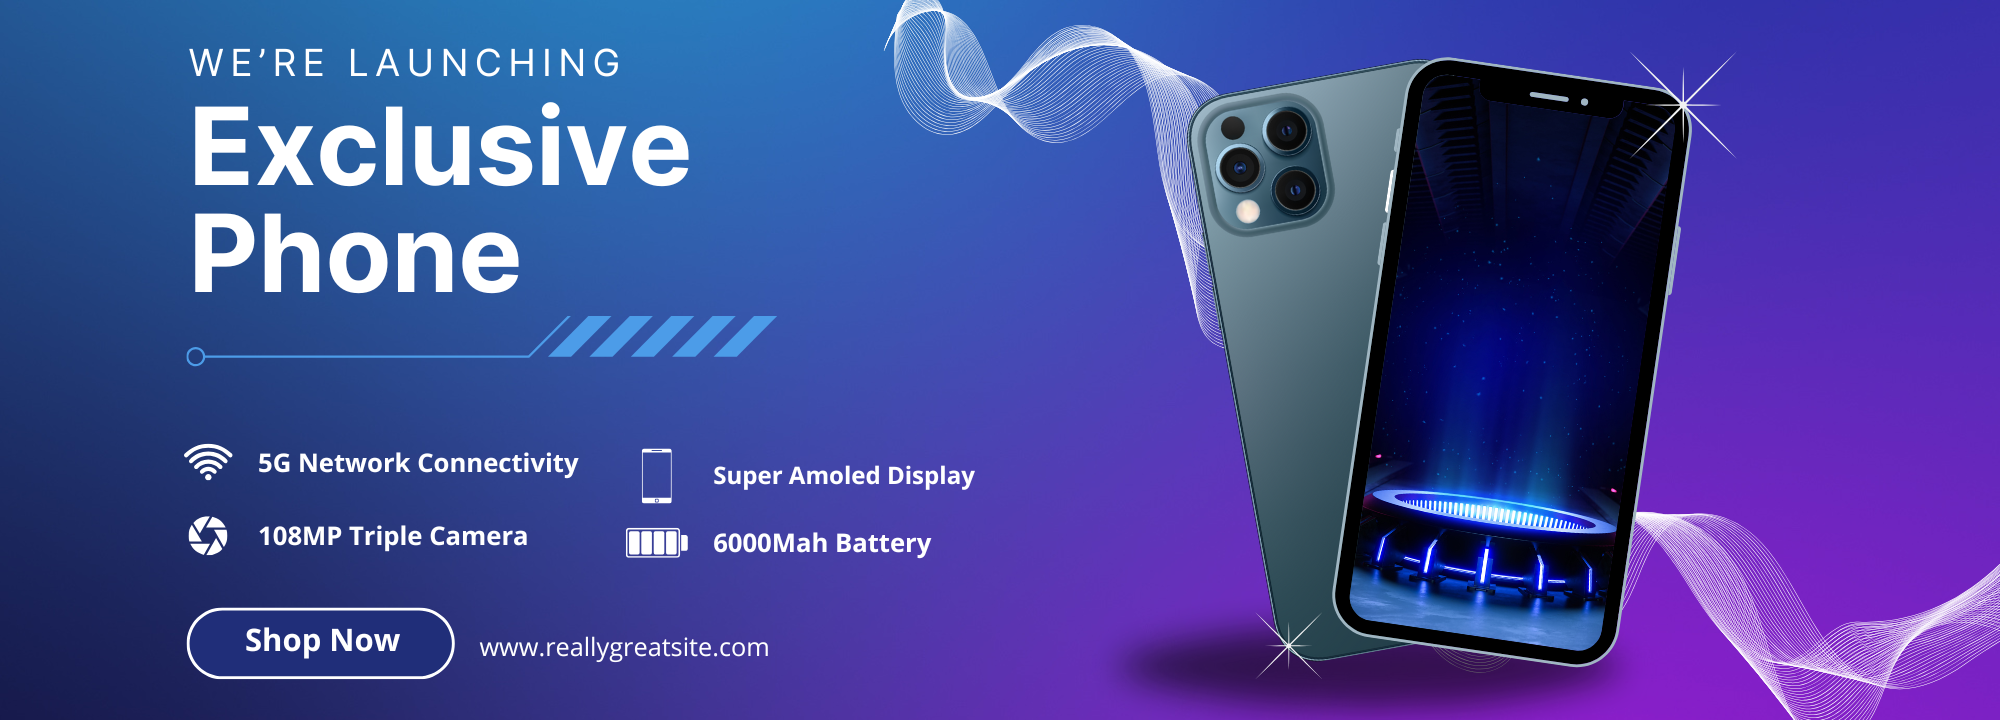 WE’RE LAUNCHING
Exclusive
Phone
5G Network Connectivity
Super Amoled Display
108MP Triple Camera
6000Mah Battery
Shop Now
www.reallygreatsite.com